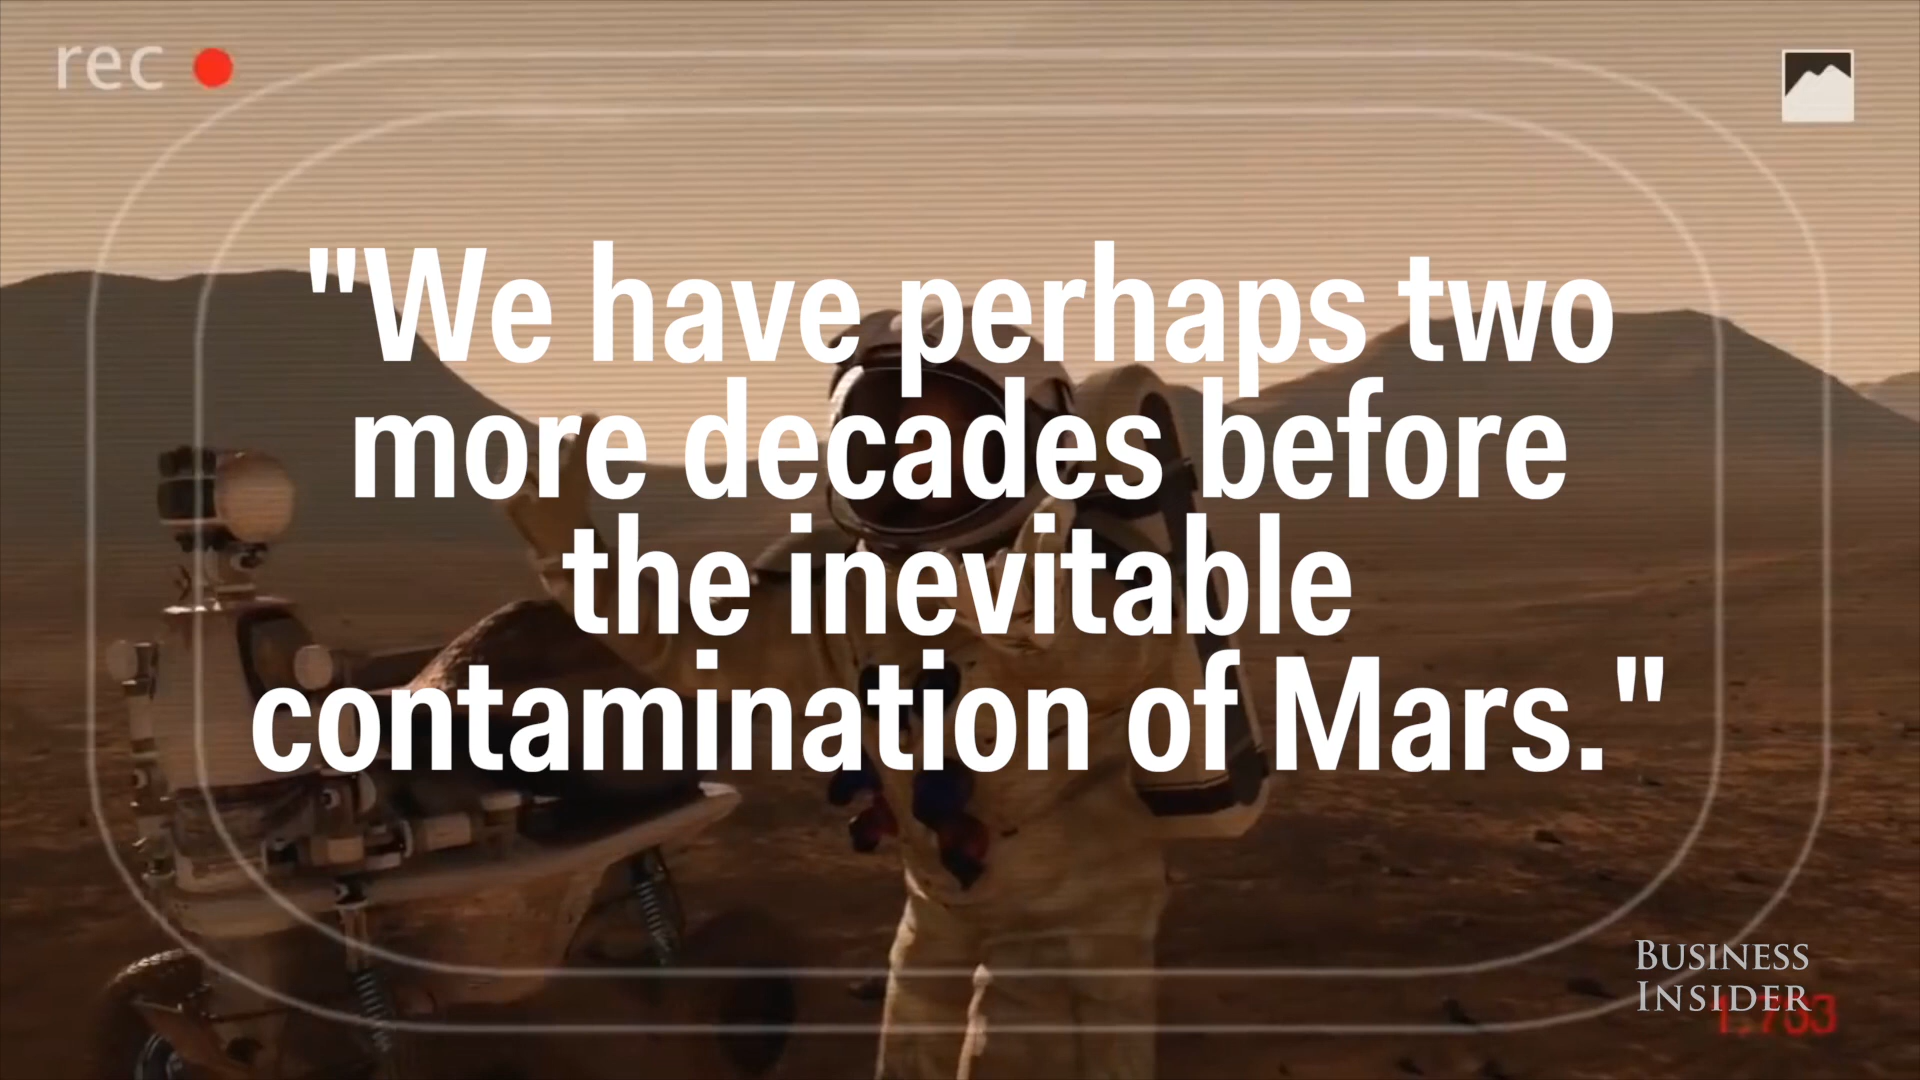 rec
"We have perhaps two
more decades before
the inevitable
contamination of Mars."
BUSINESS
INSIDER